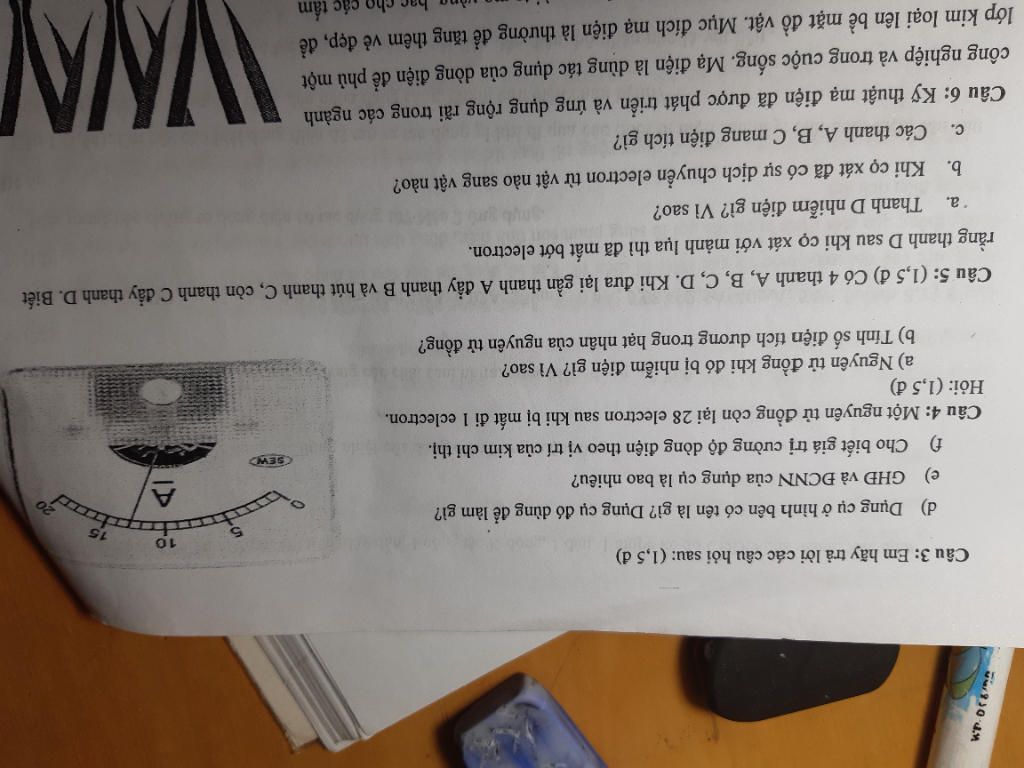 Câu 3: Em hãy trả lời các câu hỏi sau: (1,5 đ)
d) Dụng cụ ở hình bên có tên là gì? Dụng cụ đó dùng để làm gì?
e) GHĐ và ĐCNN của dụng cụ là bao nhiêu?
f) Cho biết giá trị cường độ dòng điện theo vị trí của kim chỉ thị.
0 5 10 15 20
A
SEW
Câu 4: Một nguyên tử đồng còn lại 28 electron sau khi bị mất đi 1 eclectron.
Hỏi: (1,5 đ)
a) Nguyên tử đồng khi đó bị nhiễm điện gì? Vì sao?
b) Tính số điện tích dương trong hạt nhân của nguyên tử đồng?
Câu 5: (1,5 đ) Có 4 thanh A, B, C, D. Khi đưa lại gần thanh A đẩy thanh B và hút thanh C, còn thanh C đẩy thanh D. Biết
rằng thanh D sau khi cọ xát với mảnh lụa thì đã mất bớt electron.
a. Thanh D nhiễm điện gì? Vì sao?
b. Khi cọ xát đã có sự dịch chuyển electron từ vật nào sang vật nào?
c. Các thanh A, B, C mang điện tích gì?
Câu 6: Kỹ thuật mạ điện đã được phát triển và ứng dụng rộng rãi trong các ngành
công nghiệp và trong cuộc sống. Mạ điện là dùng tác dụng của dòng điện để phủ một
lớp kim loại lên bề mặt đồ vật. Mục đích mạ điện là thường để tăng thêm vẻ đẹp, để
mạ vàng, bạc cho các tấm